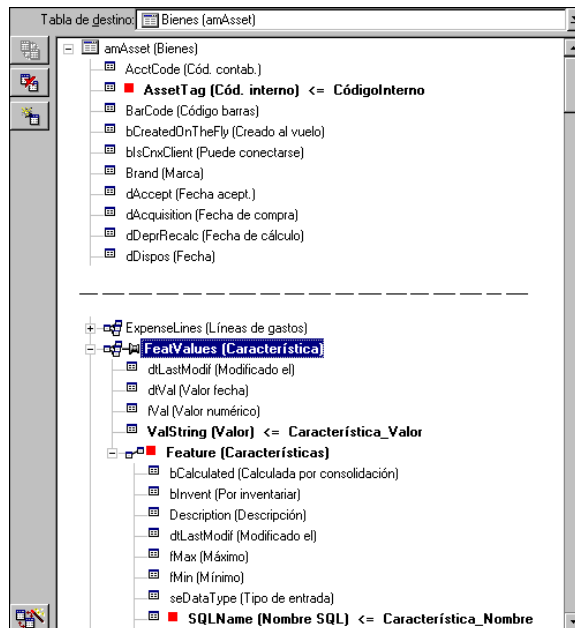 Tabla de destino: Bienes (amAsset)
amAsset (Bienes)
AcctCode (Cód. contab.)
AssetTag (Cód. interno) <= CódigoInterno
BarCode (Código barras)
bCreatedOnTheFly (Creado al vuelo)
bIsCnxClient (Puede conectarse)
Brand (Marca)
dAccept (Fecha acept.)
dAcquisition (Fecha de compra)
dDeprRecalc (Fecha de cálculo)
dDispos (Fecha)
ExpenseLines (Líneas de gastos)
FeatValues (Característica)
dtLastModif (Modificado el)
dtVal (Valor fecha)
fVal (Valor numérico)
ValString (Valor) <= Característica_Valor
Feature (Características)
bCalculated (Calculada por consolidación)
bInvent (Por inventariar)
Description (Descripción)
dtLastModif (Modificado el)
fMax (Máximo)
fMin (Mínimo)
seDataType (Tipo de entrada)
SQLName (Nombre SQL) <= Característica_Nombre